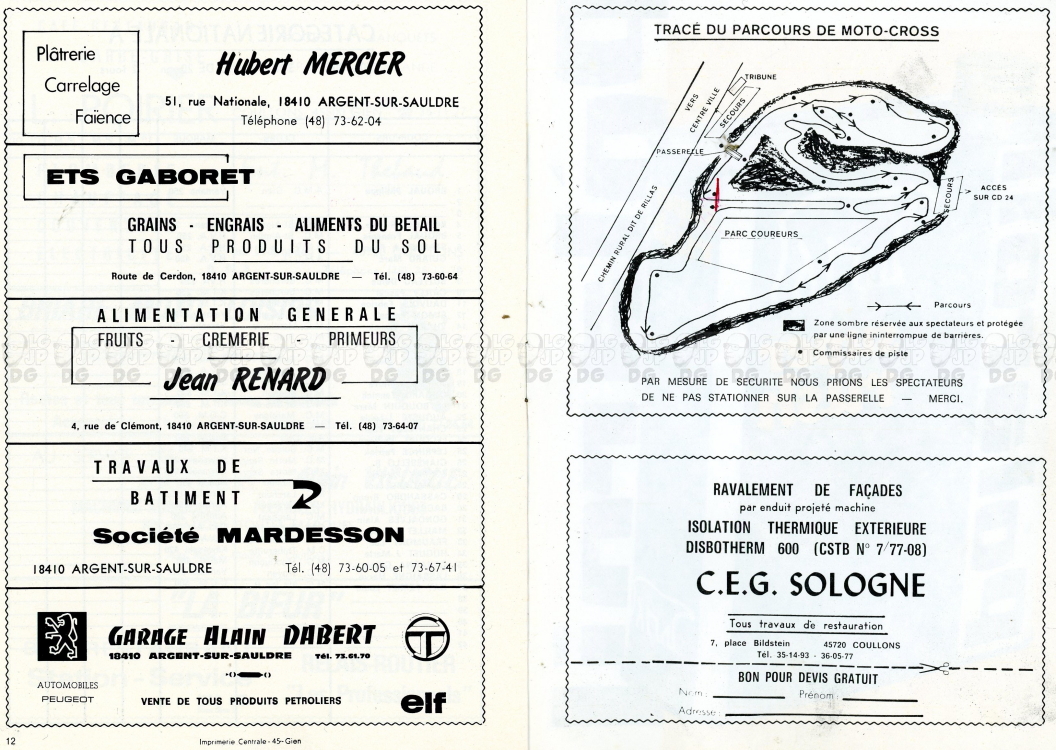 Plâtrerie
Carrelage
Faïence
Hubert MERCIER
51, rue Nationale, 18410 ARGENT-SUR-SAULDRE
Téléphone (48) 73-62-04
ETS GABORET
GRAINS - ENGRAIS - ALIMENTS DU BETAIL
TOUS PRODUITS DU SOL
Route de Cerdon, 18410 ARGENT-SUR-SAULDRE — Tél. (48) 73-60-64
ALIMENTATION GENERALE
FRUITS - CREMERIE - PRIMEURS
Jean RENARD
4, rue de Clémont, 18410 ARGENT-SUR-SAULDRE — Tél. (48) 73-64-07
TRAVAUX DE
BATIMENT
Société MARDESSON
18410 ARGENT-SUR-SAULDRE Tél. (48) 73-60-05 et 73-67-41
GARAGE ALAIN DABERT
18410 ARGENT-SUR-SAULDRE Tél. 73.61.70
AUTOMOBILES
PEUGEOT
VENTE DE TOUS PRODUITS PETROLIERS
elf
12
Imprimerie Centrale - 45-Gien
TRACÉ DU PARCOURS DE MOTO-CROSS
TRIBUNE
VERS
CENTRE VILLE
SECOURS
PASSERELLE
CHEMIN RURAL DIT DE RILLAS
SECOURS
ACCÈS
SUR CD 24
PARC COUREURS
Parcours
Zone sombre réservée aux spectateurs et protégée
par une ligne ininterrompue de barrières.
Commissaires de piste
PAR MESURE DE SECURITE NOUS PRIONS LES SPECTATEURS
DE NE PAS STATIONNER SUR LA PASSERELLE — MERCI.
RAVALEMENT DE FAÇADES
par enduit projeté machine
ISOLATION THERMIQUE EXTERIEURE
DISBOTHERM 600 (CSTB N° 7/77-08)
C.E.G. SOLOGNE
Tous travaux de restauration
7, place Bildstein 45720 COULLONS
Tél. 35-14-93 - 36-05-77
BON POUR DEVIS GRATUIT
Nom : Prénom :
Adresse :